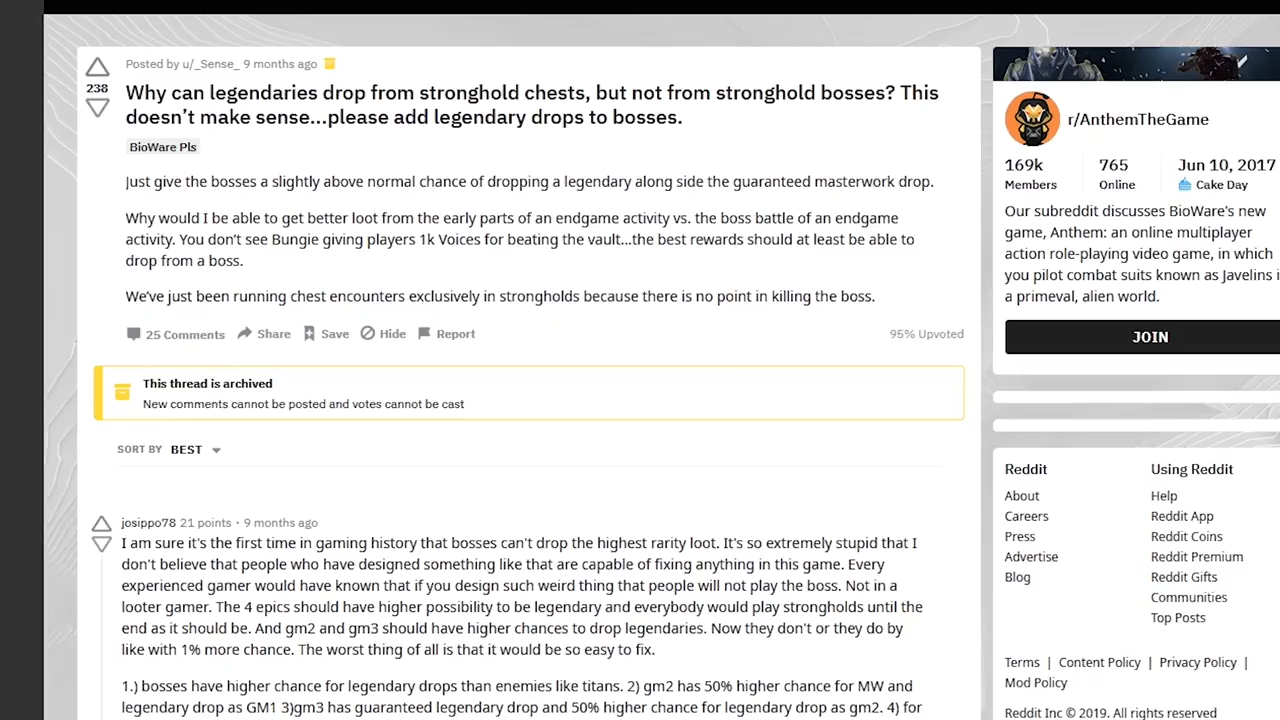 Posted by u/_Sense_ 9 months ago
238
Why can legendaries drop from stronghold chests, but not from stronghold bosses? This
doesn't make sense...please add legendary drops to bosses.
BioWare Pls
Just give the bosses a slightly above normal chance of dropping a legendary along side the guaranteed masterwork drop.
Why would I be able to get better loot from the early parts of an endgame activity vs. the boss battle of an endgame
activity. You don't see Bungie giving players 1k Voices for beating the vault...the best rewards should at least be able to
drop from a boss.
We've just been running chest encounters exclusively in strongholds because there is no point in killing the boss.
25 Comments Share Save Hide Report 95% Upvoted
This thread is archived
New comments cannot be posted and votes cannot be cast
SORT BY BEST
josippo78 21 points · 9 months ago
I am sure it's the first time in gaming history that bosses can't drop the highest rarity loot. It's so extremely stupid that I
don't believe that people who have designed something like that are capable of fixing anything in this game. Every
experienced gamer would have known that if you design such weird thing that people will not play the boss. Not in a
looter gamer. The 4 epics should have higher possibility to be legendary and everybody would play strongholds until the
end as it should be. And gm2 and gm3 should have higher chances to drop legendaries. Now they don't or they do by
like with 1% more chance. The worst thing of all is that it would be so easy to fix.
1.) bosses have higher chance for legendary drops than enemies like titans. 2) gm2 has 50% higher chance for MW and
legendary drop as GM1 3)gm3 has guaranteed legendary drop and 50% higher chance for legendary drop as gm2. 4) for
r/AnthemTheGame
169k 765 Jun 10, 2017
Members Online Cake Day
Our subreddit discusses BioWare's new
game, Anthem: an online multiplayer
action role-playing video game, in which
you pilot combat suits known as Javelins i
a primeval, alien world.
JOIN
Reddit Using Reddit
About Help
Careers Reddit App
Press Reddit Coins
Advertise Reddit Premium
Blog Reddit Gifts
Communities
Top Posts
Terms | Content Policy | Privacy Policy |
Mod Policy
Reddit Inc © 2019. All rights reserved